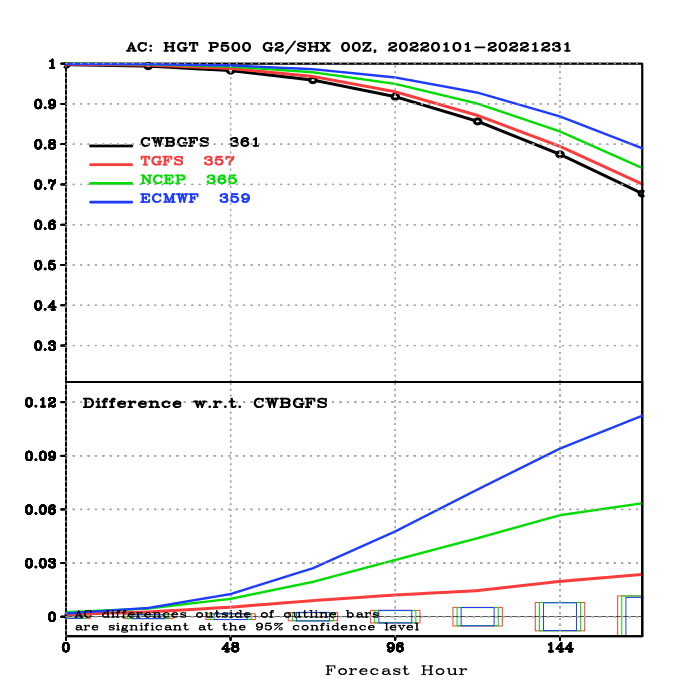 AC: HGT P500 G2/SHX 00Z, 20220101-20221231
1
0.9
0.8
0.7
0.6
0.5
0.4
0.3
CWBGFS 361
TGFS 357
NCEP 365
ECMWF 359
Difference w.r.t. CWBGFS
0.12
0.09
0.06
0.03
0
AC differences outside of outline bars
are significant at the 95% confidence level
0 48 96 144
Forecast Hour